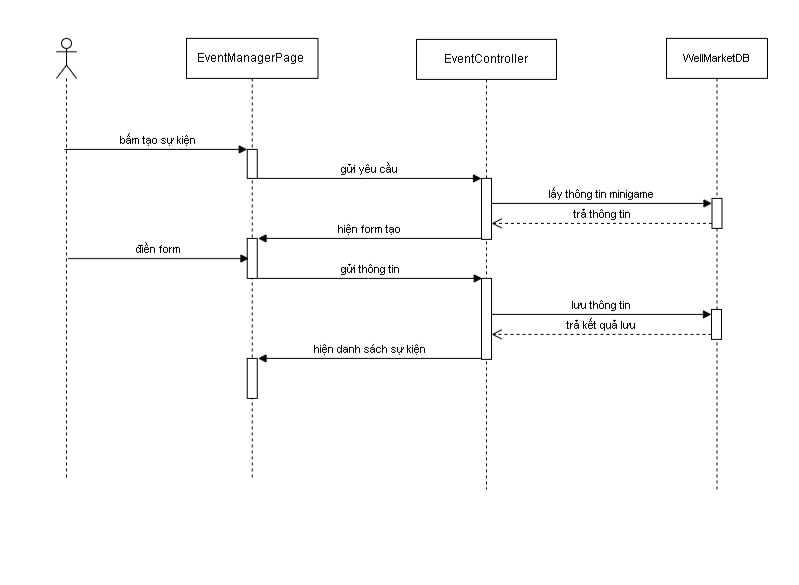 EventManagerPage
EventController
WellMarketDB
bấm tạo sự kiện
gửi yêu cầu
lấy thông tin minigame
trả thông tin
hiện form tạo
điền form
gửi thông tin
lưu thông tin
trả kết quả lưu
hiện danh sách sự kiện